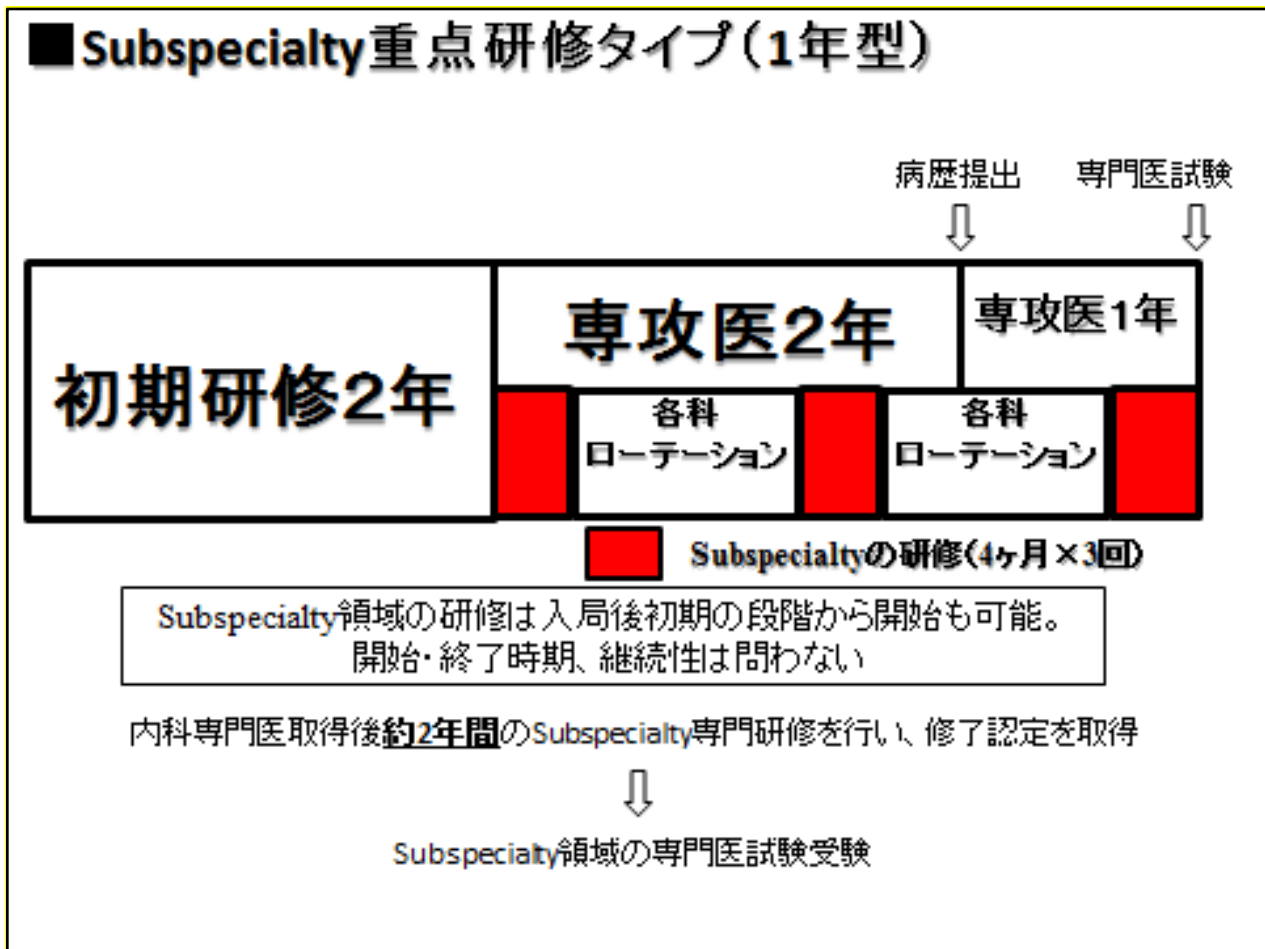 ■Subspecialty重点研修タイプ(1年型)
病歴提出 専門医試験
初期研修2年
専攻医2年
専攻医1年
各科
ローテーション
各科
ローテーション
Subspecialtyの研修(4ヶ月×3回)
Subspecialty領域の研修は入局後初期の段階から開始も可能。
開始・終了時期、継続性は問わない
内科専門医取得後約2年間のSubspecialty専門研修を行い、修了認定を取得
Subspecialty領域の専門医試験受験